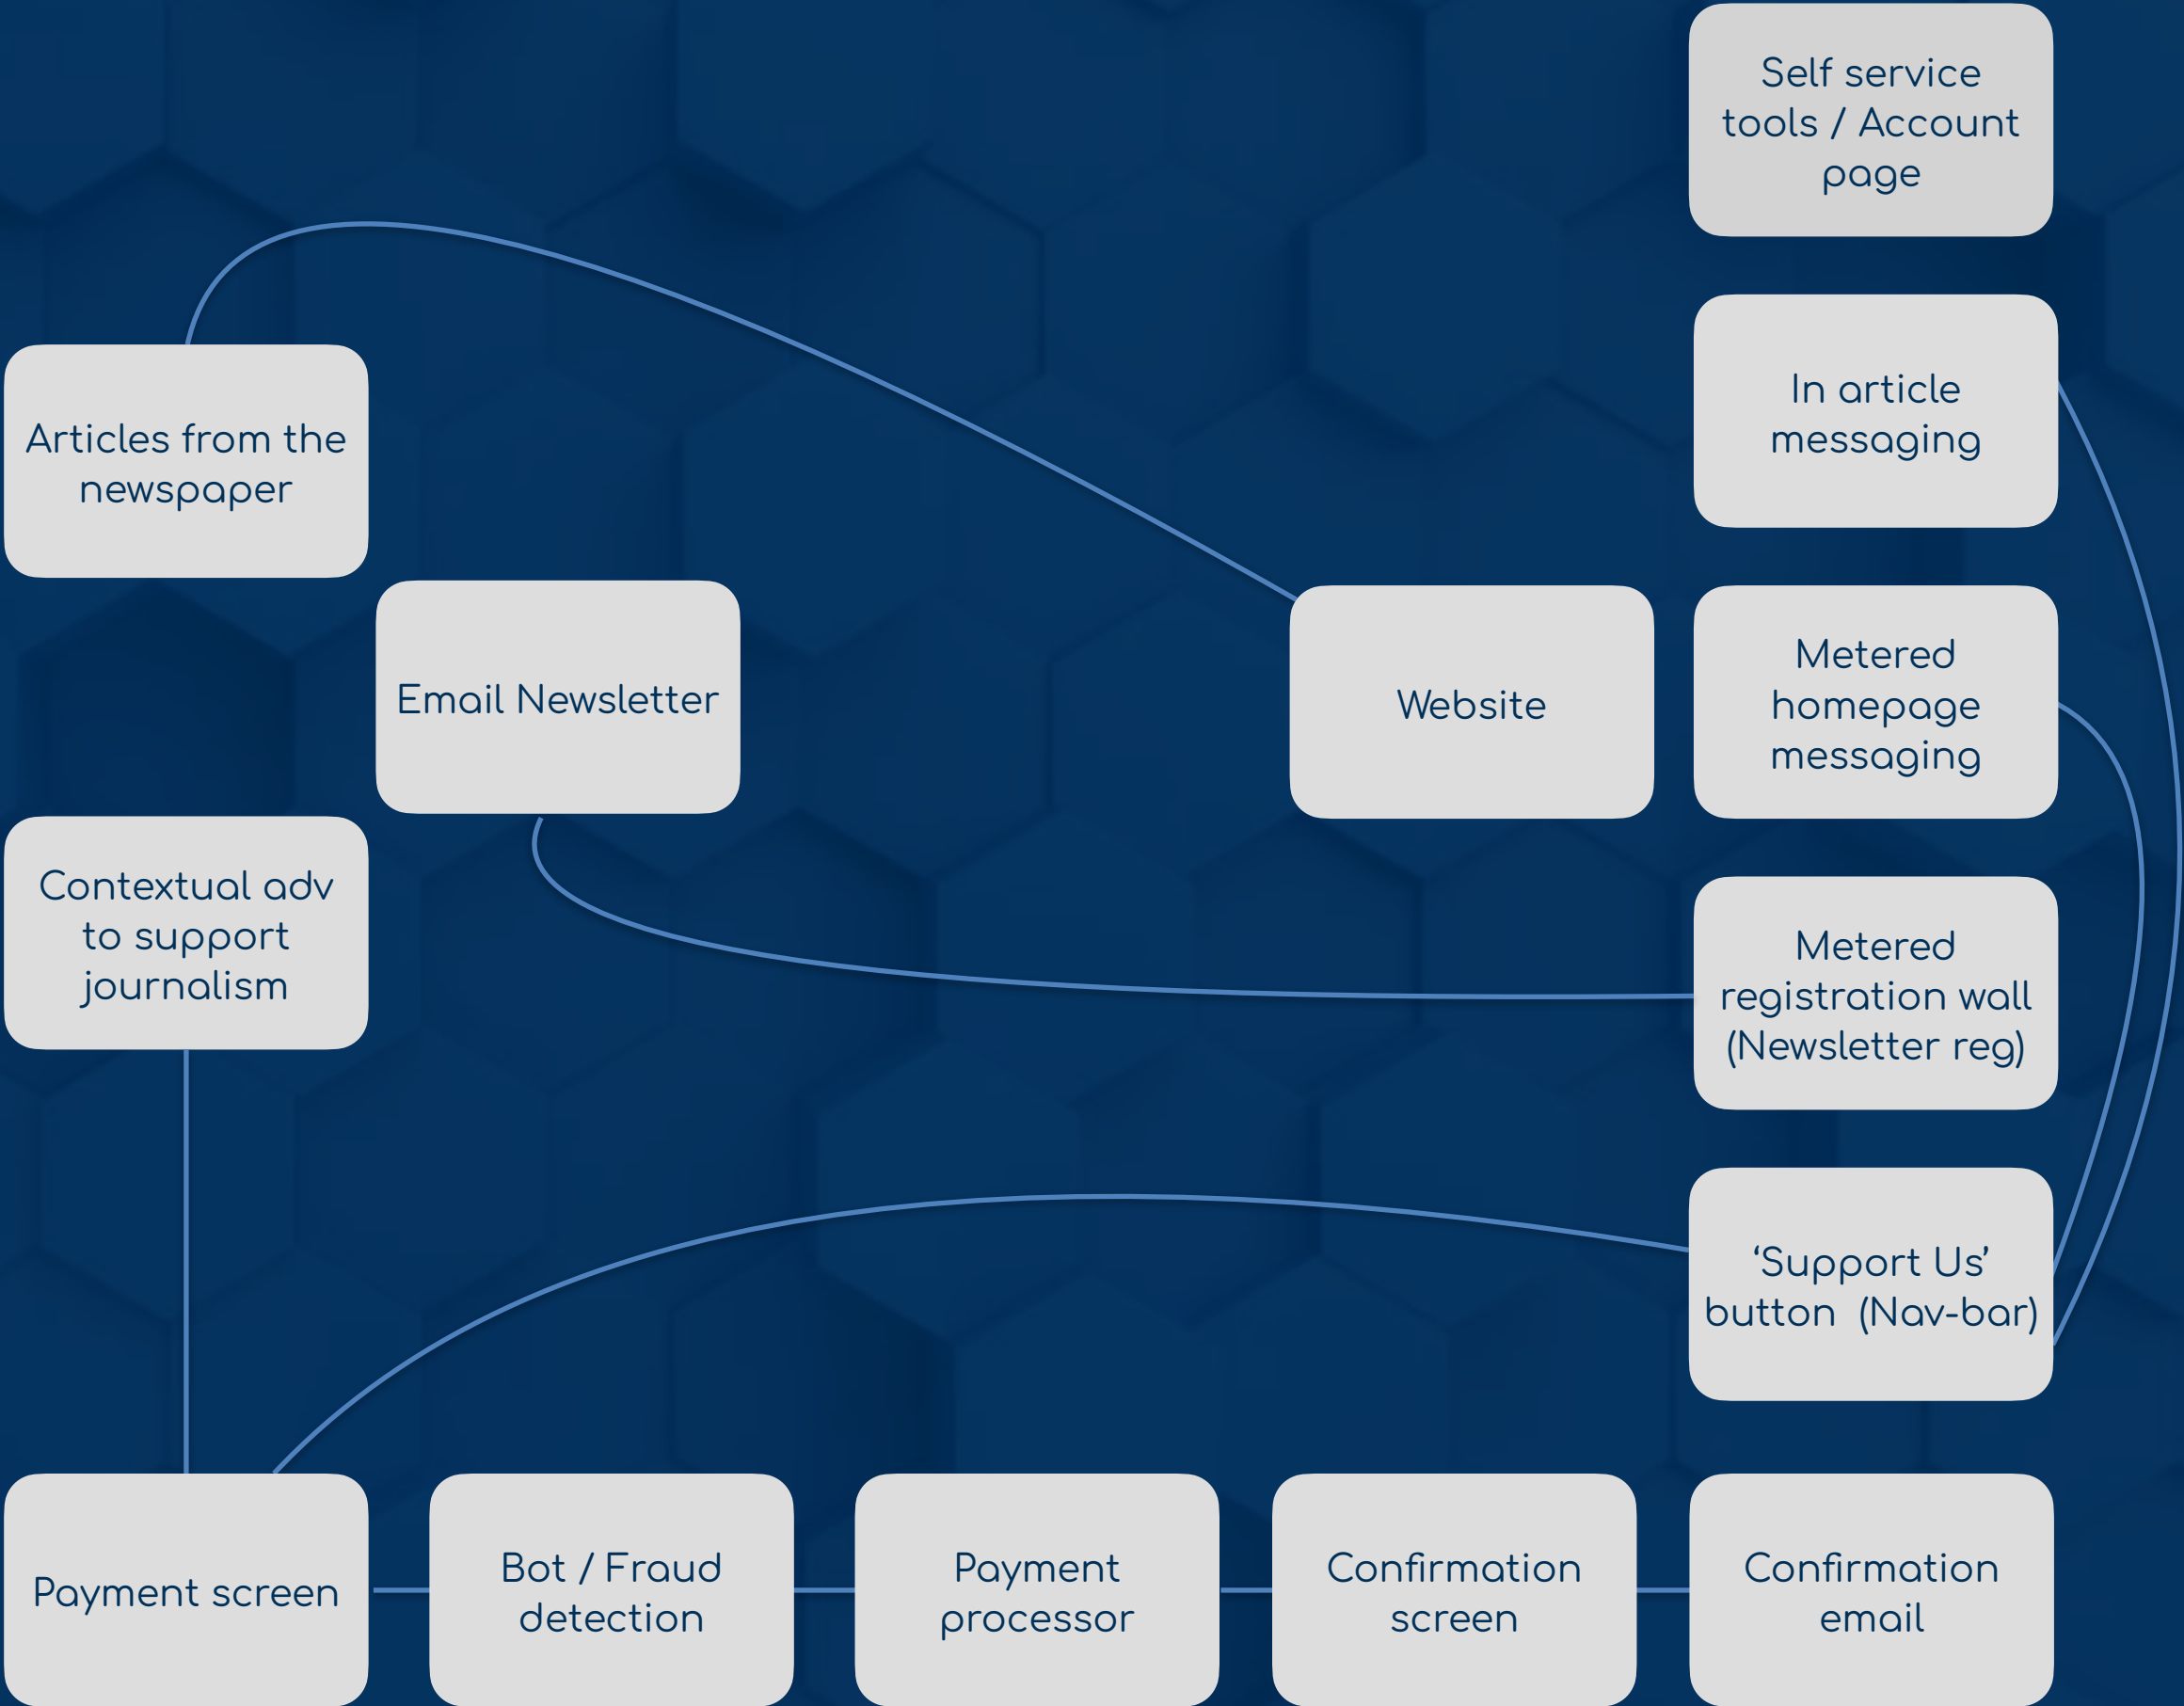 Self service
tools / Account
page
In article
messaging
Articles from the
newspaper
Email Newsletter
Website
Metered
homepage
messaging
Contextual adv
to support
journalism
Metered
registration wall
(Newsletter reg)
‘Support Us’
button  (Nav-bar)
Payment screen
Bot / Fraud
detection
Payment
processor
Confirmation
screen
Confirmation
email